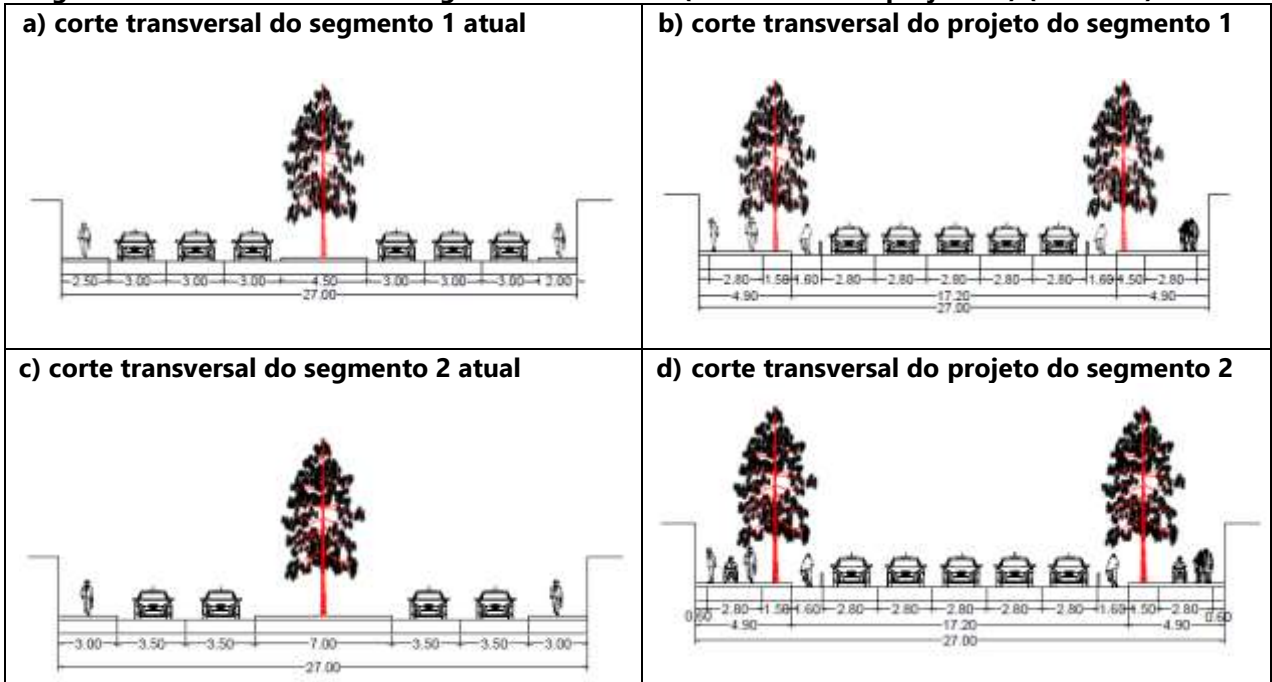 a) corte transversal do segmento 1 atual
2.50 3.00 3.00 3.00 4.50 3.00 3.00 3.00 2.00
27.00
b) corte transversal do projeto do segmento 1
2.80 1.50 1.60 2.80 2.80 2.80 2.80 2.80 1.60 1.50 2.80
4.90 17.20 4.90
27.00
c) corte transversal do segmento 2 atual
3.00 3.50 3.50 7.00 3.50 3.50 3.00
27.00
d) corte transversal do projeto do segmento 2
0.60 2.80 1.50 1.60 2.80 2.80 2.80 2.80 2.80 1.60 1.50 2.80 0.60
4.90 17.20 4.90
27.00